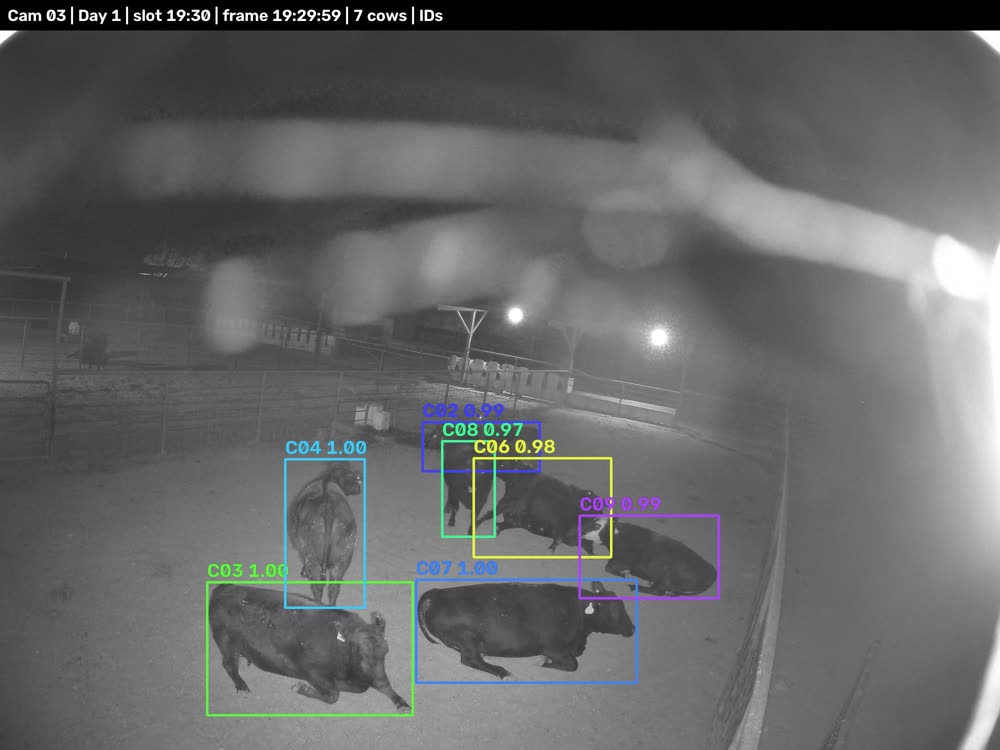 Cam 03 | Day 1 | slot 19:30 | frame 19:29:59 | 7 cows | IDs
C02 0.99
C08 0.97
C04 1.00
C06 0.98
C09 0.99
C03 1.00
C07 1.00